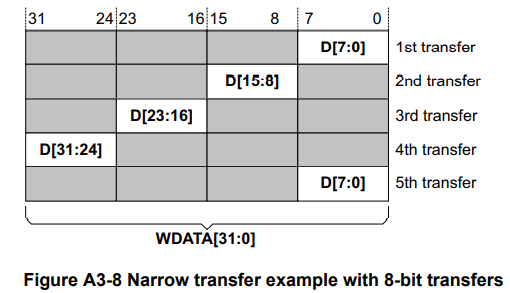 31 24 23 16 15 8 7 0
D[7:0] 1st transfer
D[15:8] 2nd transfer
D[23:16] 3rd transfer
D[31:24] 4th transfer
D[7:0] 5th transfer
WDATA[31:0]
Figure A3-8 Narrow transfer example with 8-bit transfers